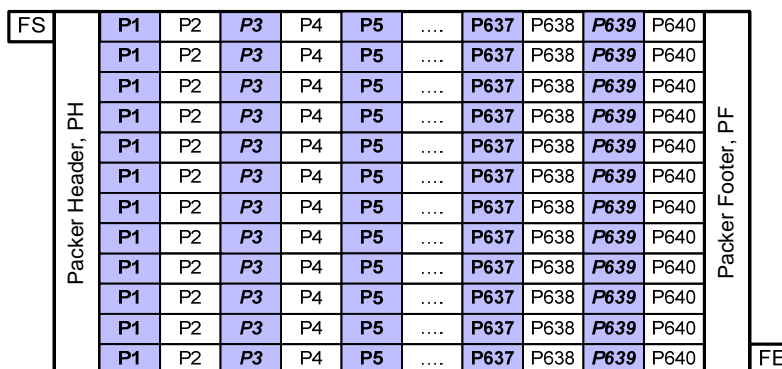 FS P1 P2 P3 P4 P5 .... P637 P638 P639 P640
P1 P2 P3 P4 P5 .... P637 P638 P639 P640
P1 P2 P3 P4 P5 .... P637 P638 P639 P640
P1 P2 P3 P4 P5 .... P637 P638 P639 P640
P1 P2 P3 P4 P5 .... P637 P638 P639 P640
P1 P2 P3 P4 P5 .... P637 P638 P639 P640
P1 P2 P3 P4 P5 .... P637 P638 P639 P640
P1 P2 P3 P4 P5 .... P637 P638 P639 P640
P1 P2 P3 P4 P5 .... P637 P638 P639 P640
P1 P2 P3 P4 P5 .... P637 P638 P639 P640
P1 P2 P3 P4 P5 .... P637 P638 P639 P640
P1 P2 P3 P4 P5 .... P637 P638 P639 P640 FE
Packer Header, PH
Packer Footer, PF